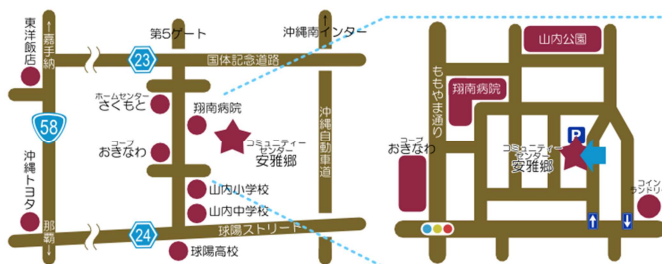 東洋飯店
←嘉手納
58
沖縄トヨタ
那覇→
第5ゲート
23
国体記念道路
沖縄南インター
ホームセンター
さくもと
翔南病院
コープ
おきなわ
コミュニティー
センター
安雅郷
沖縄自動車道
山内小学校
山内中学校
24
球陽ストリート
球陽高校
山内公園
ももやま通り
翔南病院
P
コープ
おきなわ
コミュニティー
センター
安雅郷
コイン
ランドリー